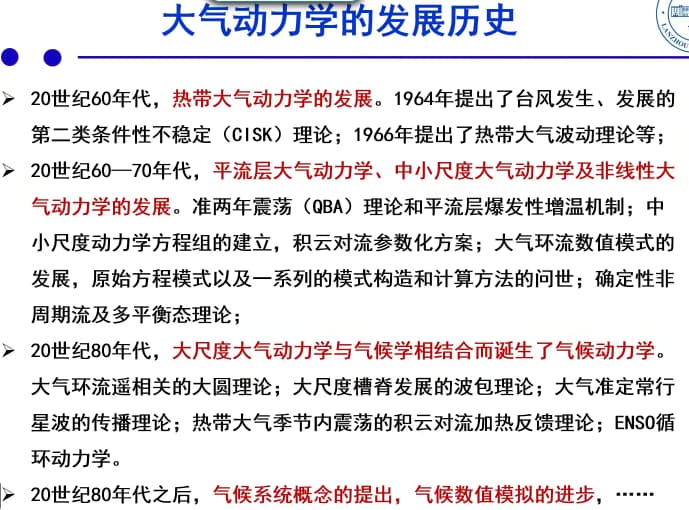 大气动力学的发展历史
LANZHOU
➢ 20世纪60年代，热带大气动力学的发展。1964年提出了台风发生、发展的
第二类条件性不稳定（CISK）理论；1966年提出了热带大气波动理论等；
➢ 20世纪60—70年代，平流层大气动力学、中小尺度大气动力学及非线性大
气动力学的发展。准两年震荡（QBA）理论和平流层爆发性增温机制；中
小尺度动力学方程组的建立，积云对流参数化方案；大气环流数值模式的
发展，原始方程模式以及一系列的模式构造和计算方法的问世；确定性非
周期流及多平衡态理论；
➢ 20世纪80年代，大尺度大气动力学与气候学相结合而诞生了气候动力学。
大气环流遥相关的大圆理论；大尺度槽脊发展的波包理论；大气准定常行
星波的传播理论；热带大气季节内震荡的积云对流加热反馈理论；ENSO循
环动力学。
➢ 20世纪80年代之后，气候系统概念的提出，气候数值模拟的进步，……